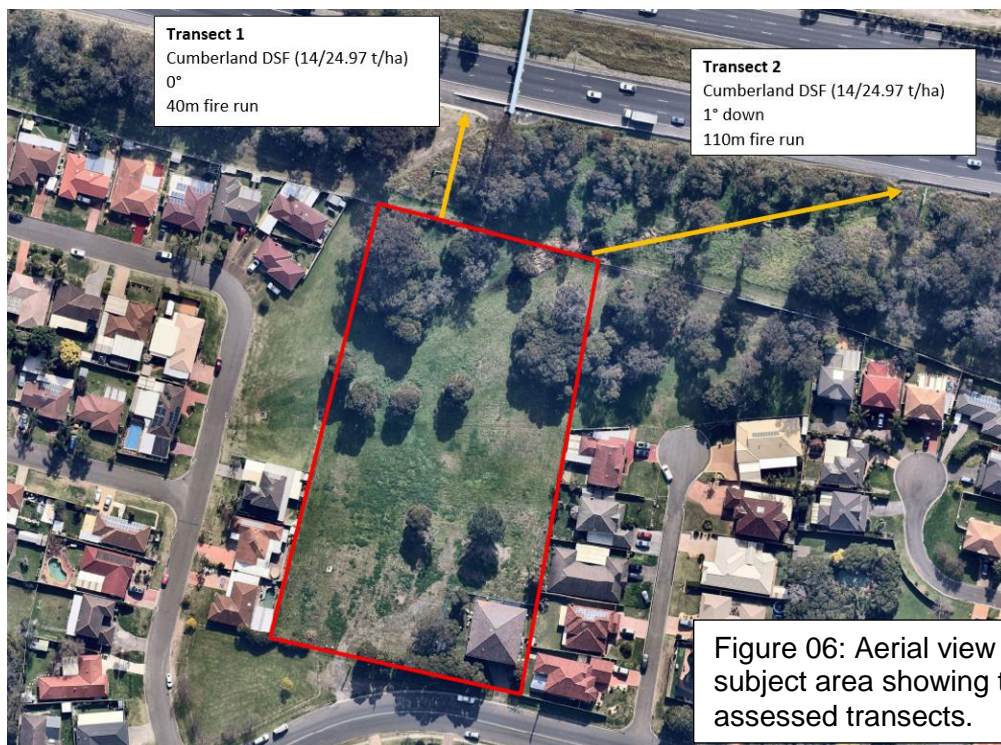 Transect 1
Cumberland DSF (14/24.97 t/ha)
0°
40m fire run
Transect 2
Cumberland DSF (14/24.97 t/ha)
1° down
110m fire run
Figure 06: Aerial view
subject area showing
assessed transects.